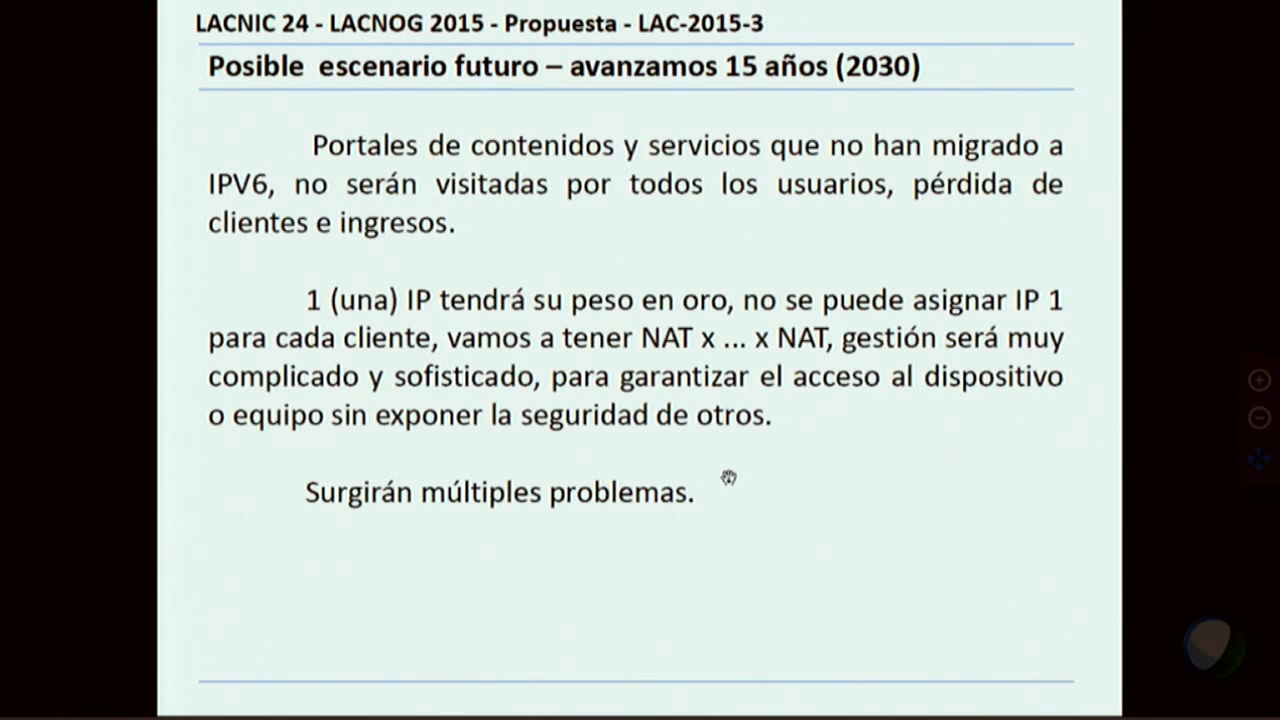 LACNIC 24 - LACNOG 2015 - Propuesta - LAC-2015-3
Posible escenario futuro – avanzamos 15 años (2030)
Portales de contenidos y servicios que no han migrado a
IPV6, no serán visitadas por todos los usuarios, pérdida de
clientes e ingresos.
1 (una) IP tendrá su peso en oro, no se puede asignar IP 1
para cada cliente, vamos a tener NAT x ... x NAT, gestión será muy
complicado y sofisticado, para garantizar el acceso al dispositivo
o equipo sin exponer la seguridad de otros.
Surgirán múltiples problemas.